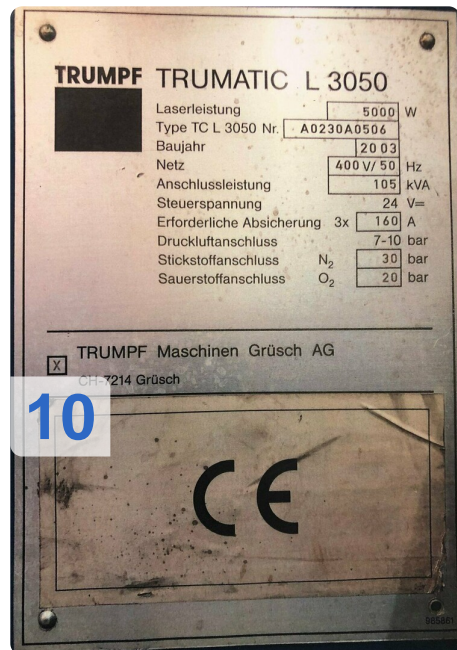 TRUMPF TRUMATIC L 3050
Laserleistung 5000 W
Type TC L 3050 Nr. A0230A0506
Baujahr 2003
Netz 400 V/ 50 Hz
Anschlussleistung 105 kVA
Steuerspannung 24 V=
Erforderliche Absicherung 3x 160 A
Druckluftanschluss 7-10 bar
Stickstoffanschluss N₂ 30 bar
Sauerstoffanschluss O₂ 20 bar
X TRUMPF Maschinen Grüsch AG
CH-7214 Grüsch
10
CE